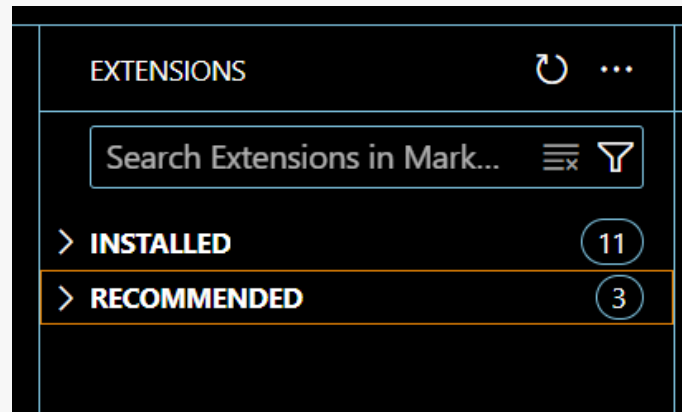 EXTENSIONS
Search Extensions in Mark...
INSTALLED 11
RECOMMENDED 3